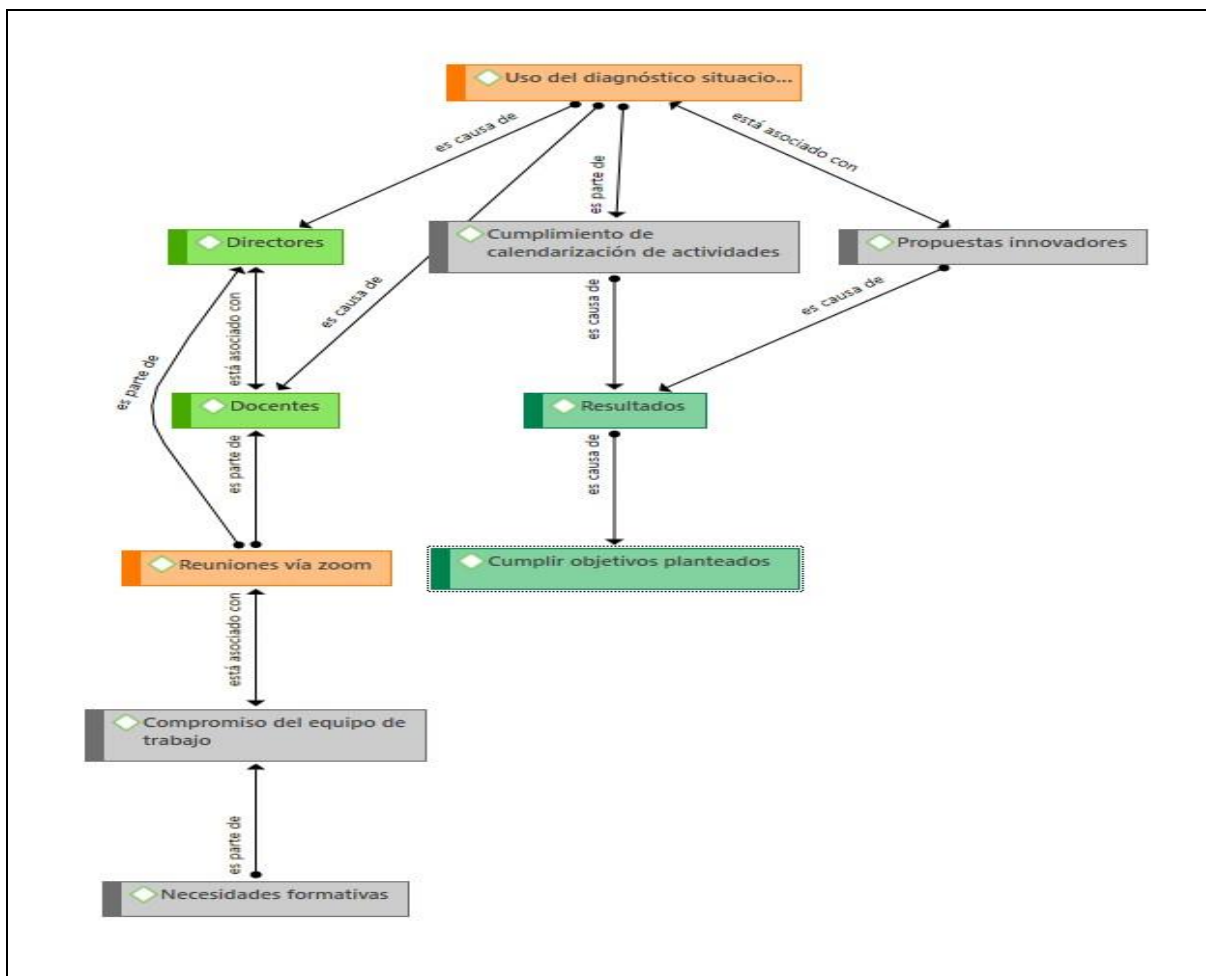 Uso del diagnóstico situacio...
es causa de
es causa de
es parte de
está asociado con
Directores
Cumplimiento de
calendarización de actividades
Propuestas innovadores
está asociado con
es parte de
es causa de
es causa de
Docentes
Resultados
es parte de
es causa de
Reuniones vía zoom
Cumplir objetivos planteados
está asociado con
Compromiso del equipo de
trabajo
es parte de
Necesidades formativas